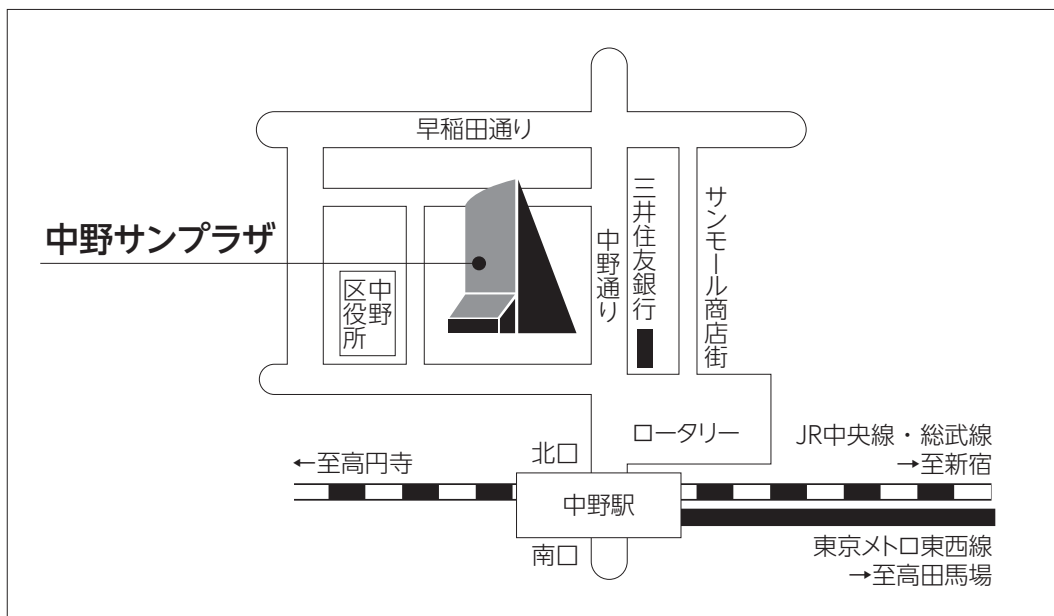 早稲田通り
中野サンプラザ
中野
区役所
中野通り
三井住友銀行
サンモール商店街
ロータリー
北口
JR中央線・総武線
→至新宿
←至高円寺
中野駅
南口
東京メトロ東西線
→至高田馬場